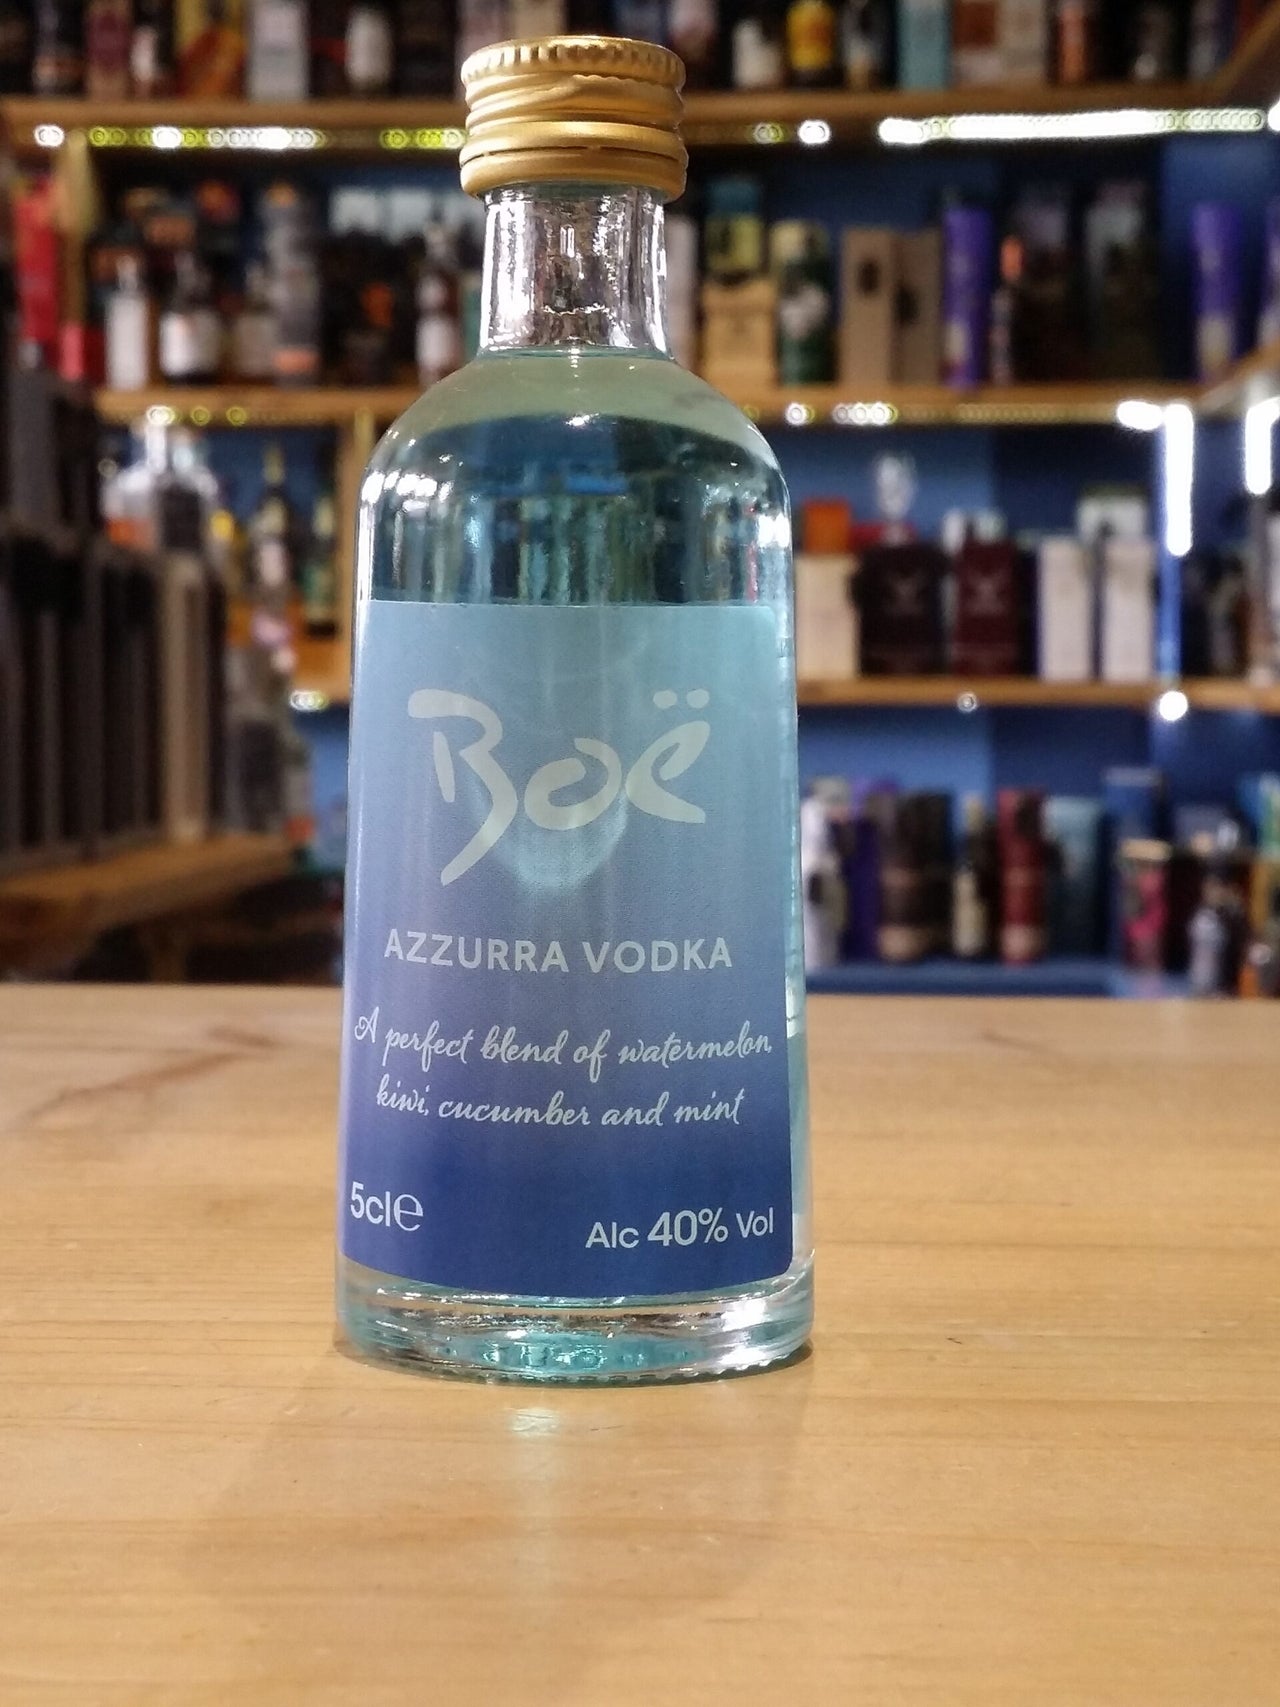 Boë
AZZURRA VODKA
A perfect blend of watermelon,
kiwi, cucumber and mint
5cl℮
Alc 40% Vol